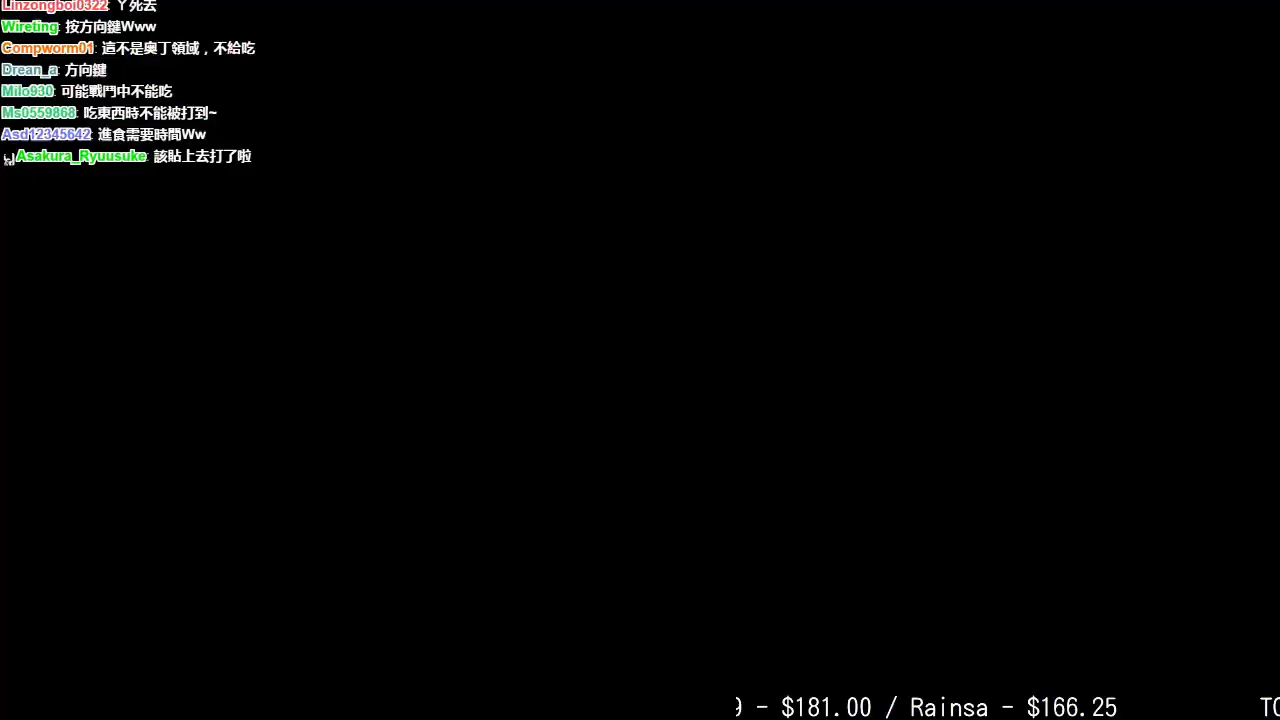 Linzongboi0322: ㄚ死去
Wireting: 按方向鍵Www
Compworm01: 這不是奧丁領域，不給吃
Drean_a: 方向鍵
Milo930: 可能戰鬥中不能吃
Ms0559868: 吃東西時不能被打到~
Asd12345642: 進食需要時間Ww
Asakura_Ryuusuke: 該貼上去打了啦
- $181.00 / Rainsa - $166.25